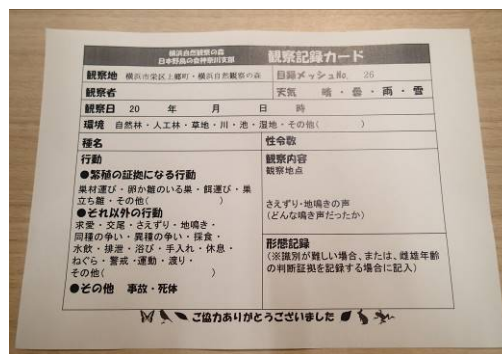 横浜自然観察の森
日本野鳥の会神奈川支部
観察記録カード
観察地 横浜市栄区上郷町・横浜自然観察の森
目録メッシュNo. 26
観察者
天気 晴・曇・雨・雪
観察日 20 年 月 日 時
環境 自然林・人工林・草地・川・池・湿地・その他( )
種名
性令数
行動
●繁殖の証拠になる行動
巣材運び・卵か雛のいる巣・餌運び・巣
立ち雛・その他( )
●それ以外の行動
求愛・交尾・さえずり・地鳴き・
同種の争い・異種の争い・採食・
水飲・排泄・浴び・手入れ・休息・
ねぐら・警戒・運動・渡り・
その他( )
●その他 事故・死体
観察内容
観察地点
さえずり・地鳴きの声
(どんな鳴き声だったか)
形態記録
(※識別が難しい場合、または、雌雄年齢
の判断証拠を記録する場合に記入)
ご協力ありがとうございました